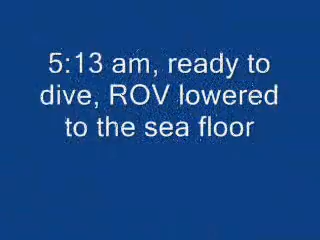 5:13 am, ready to
dive, ROV lowered
to the sea floor